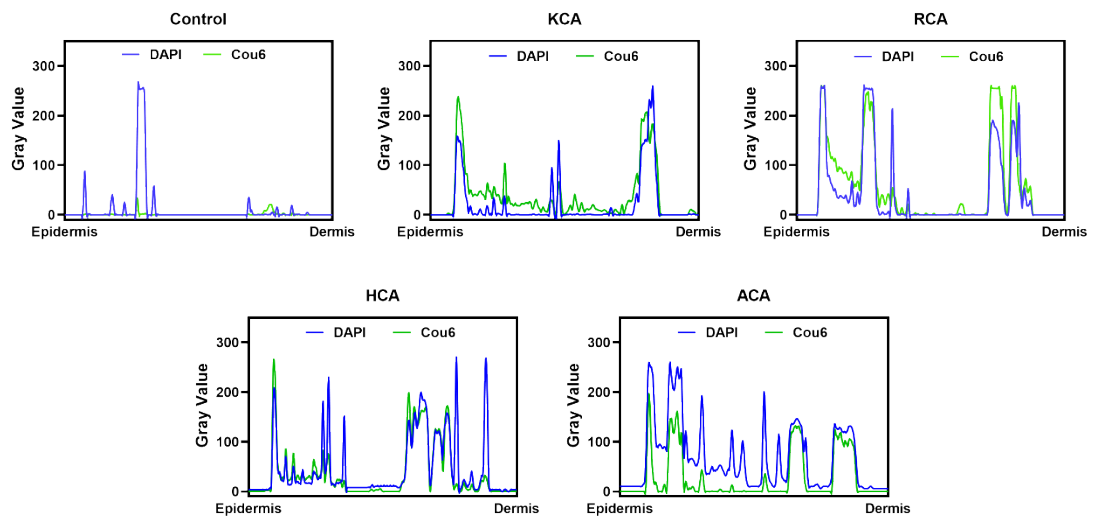 Control
DAPI Cou6
Gray Value
300
200
100
0
Epidermis Dermis
KCA
DAPI Cou6
Gray Value
300
200
100
0
Epidermis Dermis
RCA
DAPI Cou6
Gray Value
300
200
100
0
Epidermis Dermis
HCA
DAPI Cou6
Gray Value
300
200
100
0
Epidermis Dermis
ACA
DAPI Cou6
Gray Value
300
200
100
0
Epidermis Dermis